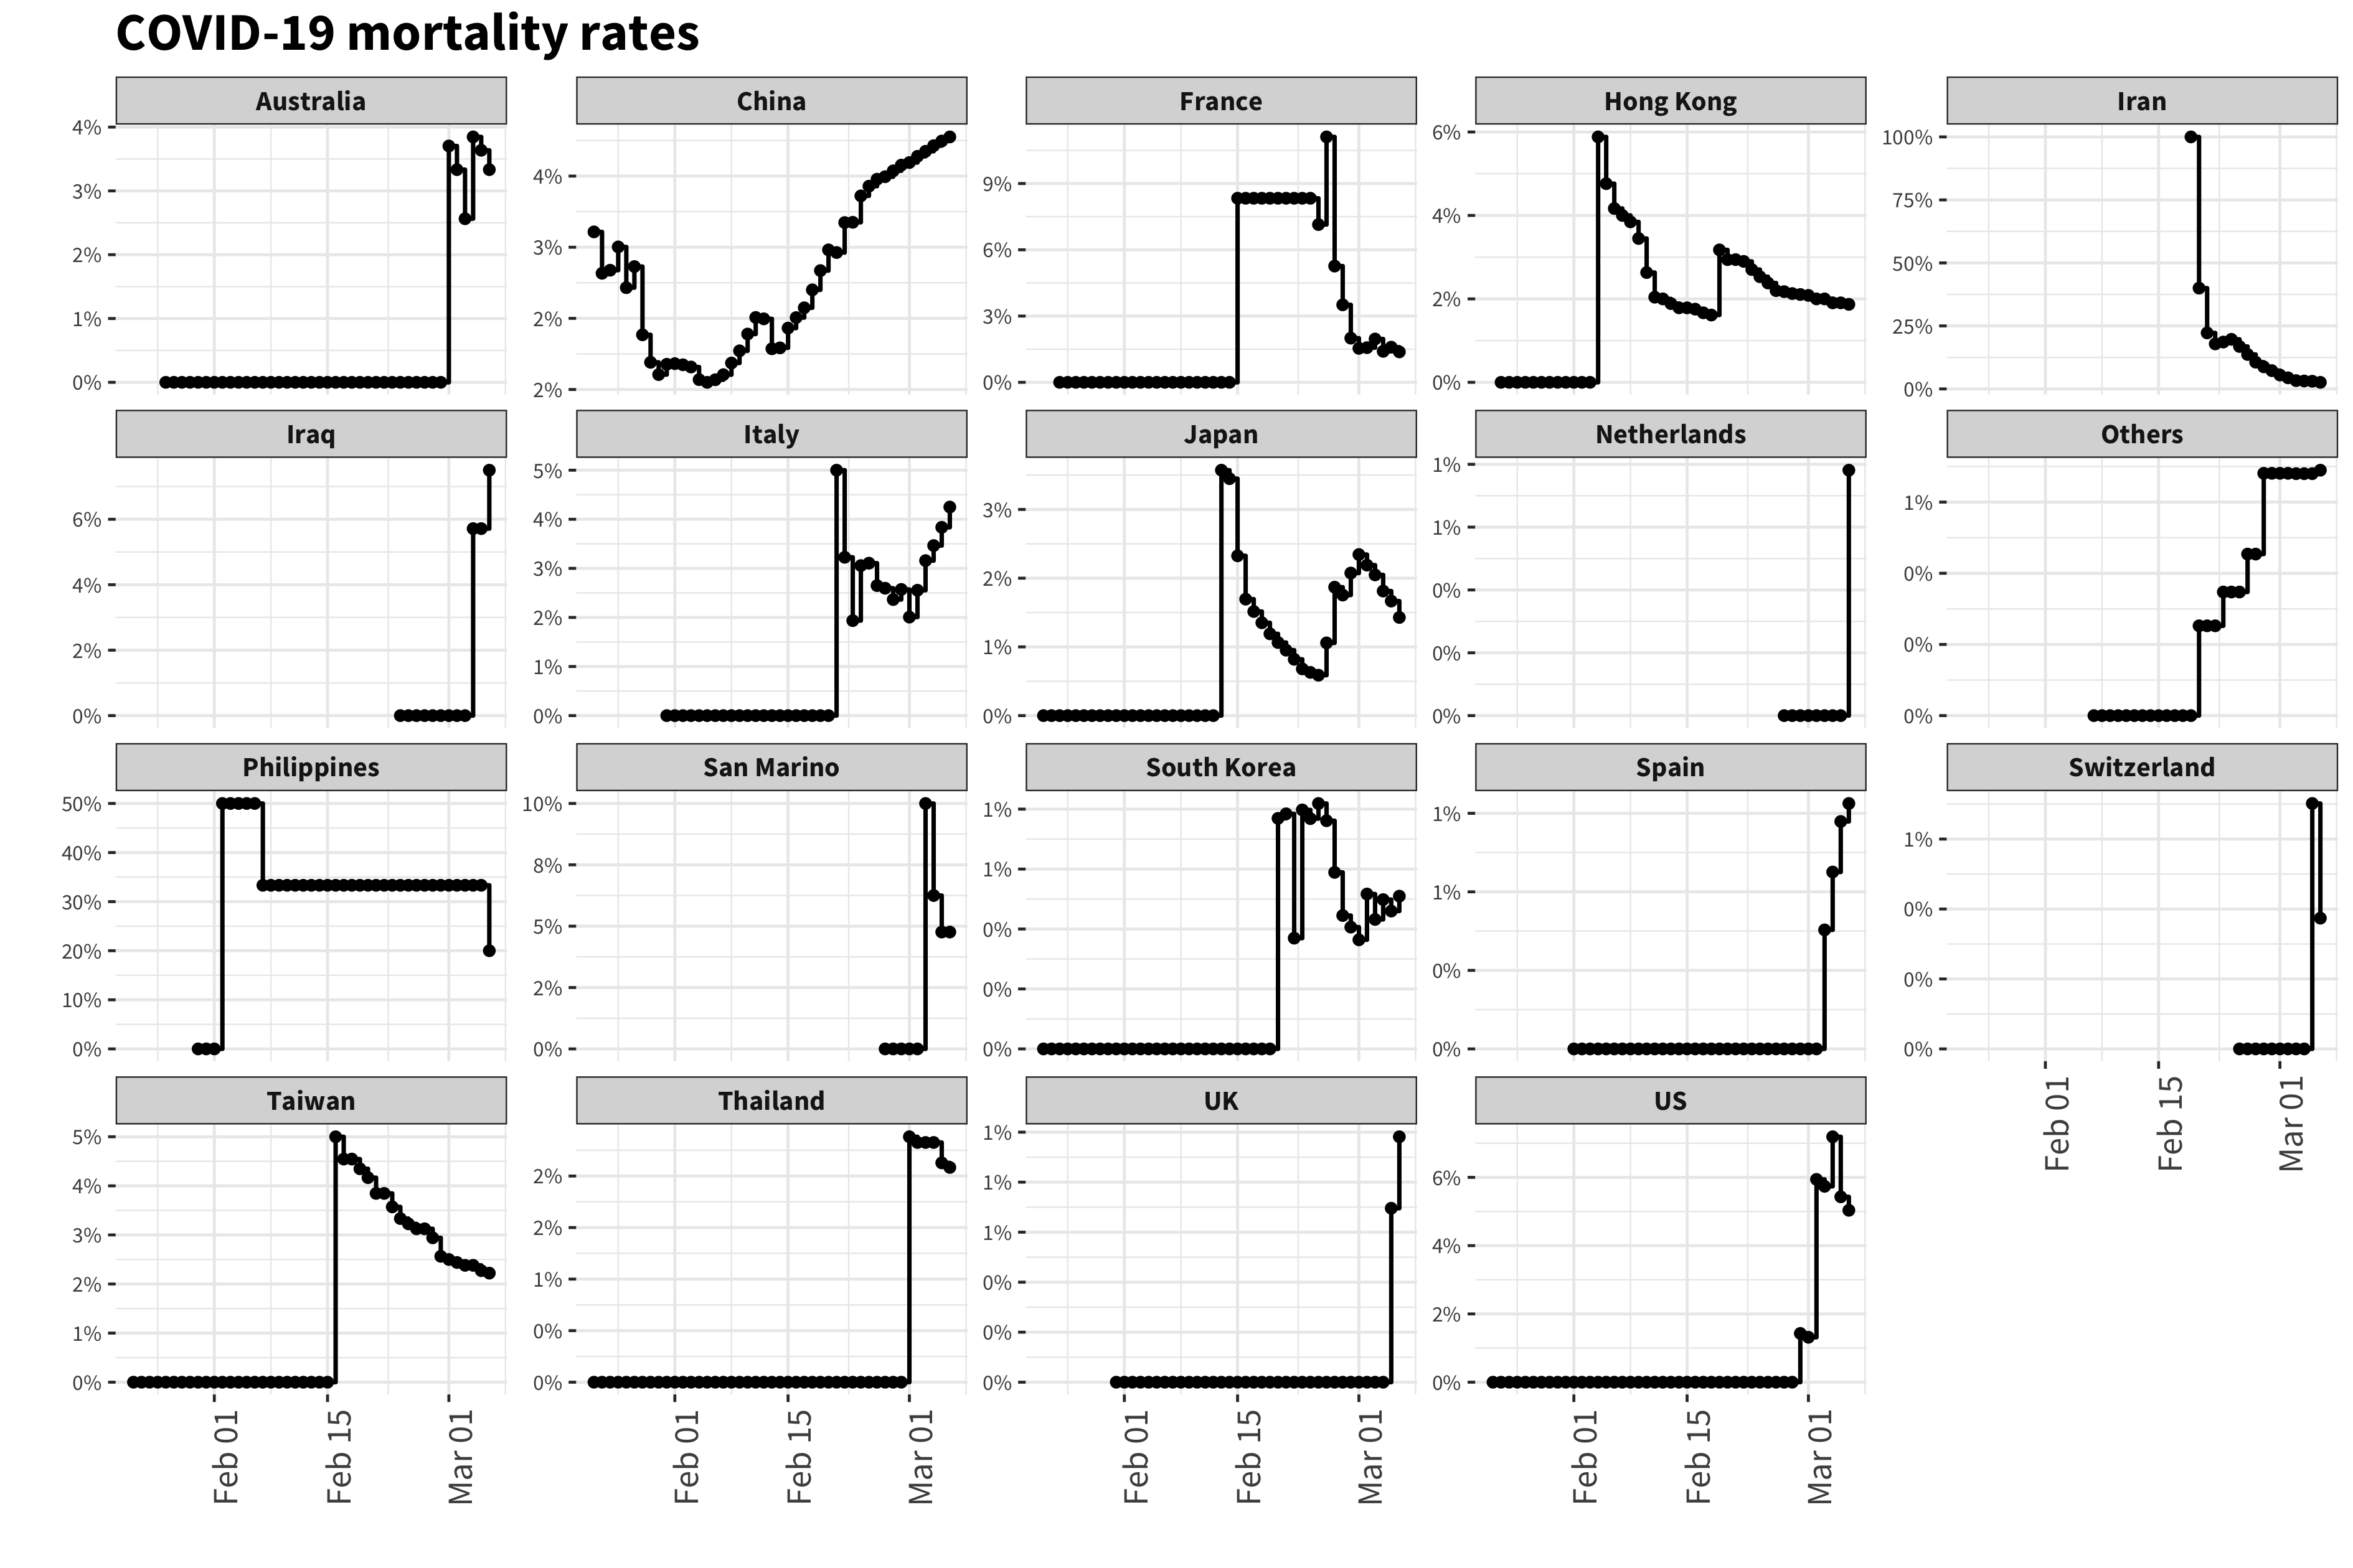 COVID-19 mortality rates
Australia
China
France
Hong Kong
Iran
4%
3%
2%
1%
0%
4%
3%
2%
2%
9%
6%
3%
0%
6%
4%
2%
0%
100%
75%
50%
25%
0%
Iraq
Italy
Japan
Netherlands
Others
6%
4%
2%
0%
5%
4%
3%
2%
1%
0%
3%
2%
1%
0%
1%
1%
0%
0%
0%
1%
0%
0%
0%
Philippines
San Marino
South Korea
Spain
Switzerland
50%
40%
30%
20%
10%
0%
10%
8%
5%
2%
0%
1%
1%
0%
0%
0%
1%
1%
0%
0%
1%
0%
0%
0%
Feb 01
Feb 15
Mar 01
Taiwan
Thailand
UK
US
5%
4%
3%
2%
1%
0%
2%
2%
1%
0%
0%
1%
1%
1%
0%
0%
0%
6%
4%
2%
0%
Feb 01
Feb 15
Mar 01
Feb 01
Feb 15
Mar 01
Feb 01
Feb 15
Mar 01
Feb 01
Feb 15
Mar 01